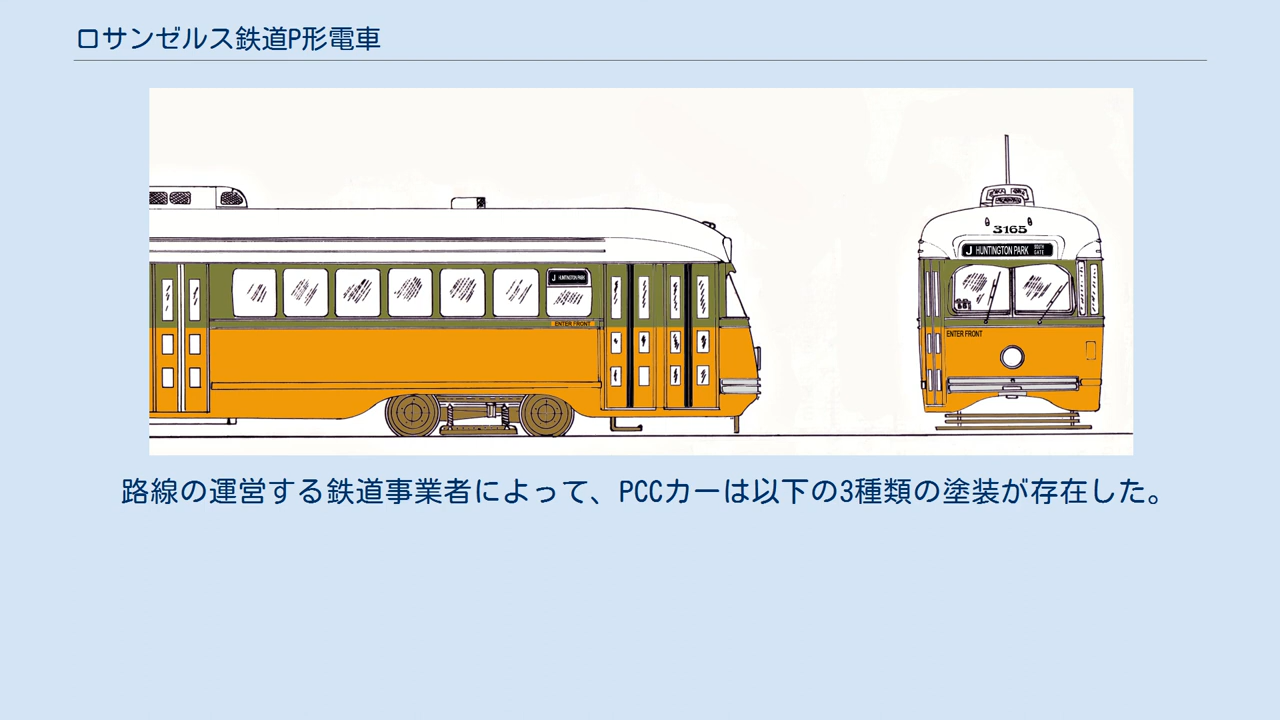 ロサンゼルス鉄道P形電車
3165
J HUNTINGTON PARK SOUTH GATE
J HUNTINGTON PARK
ENTER FRONT
ENTER FRONT
路線の運営する鉄道事業者によって、PCCカーは以下の3種類の塗装が存在した。